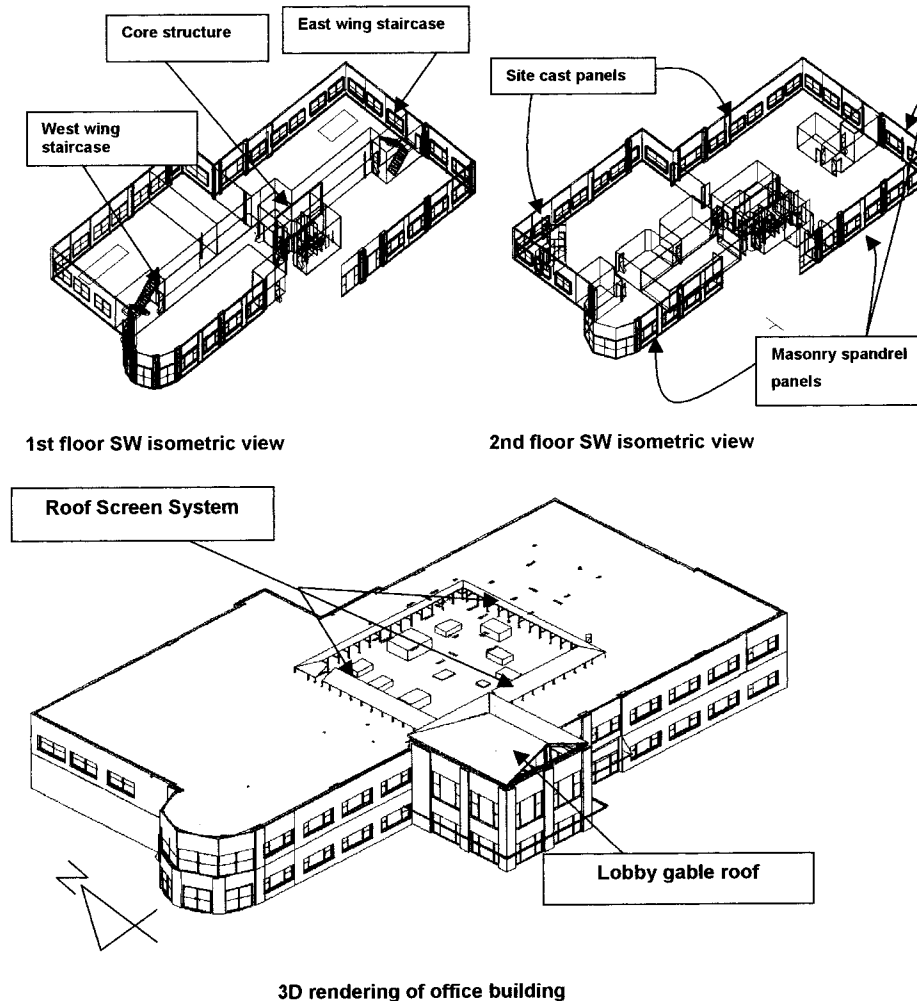 Core structure
East wing staircase
West wing
staircase
Site cast panels
Masonry spandrel
panels
1st floor SW isometric view
2nd floor SW isometric view
Roof Screen System
Lobby gable roof
N
3D rendering of office building